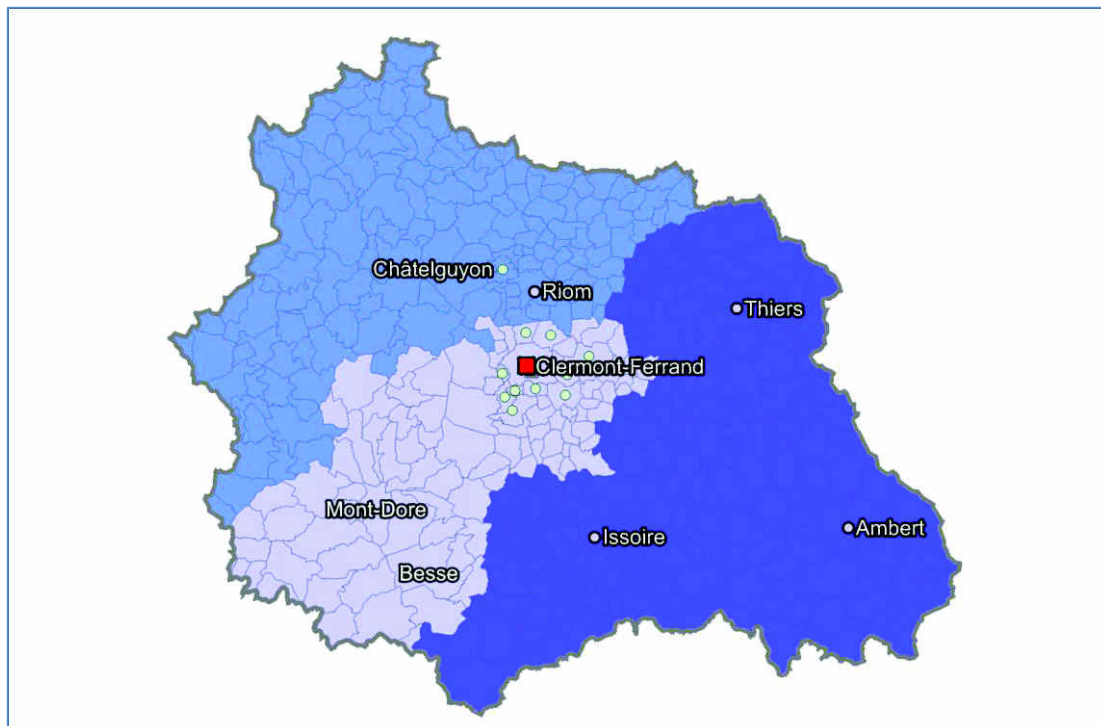 Châtelguyon
Riom
Thiers
Clermont-Ferrand
Mont-Dore
Ambert
Issoire
Besse